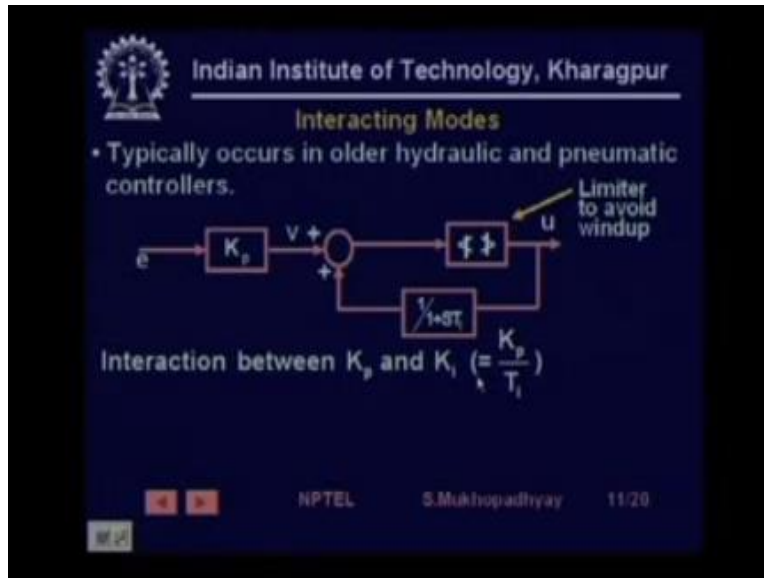 Indian Institute of Technology, Kharagpur
Interacting Modes
• Typically occurs in older hydraulic and pneumatic
controllers.
Limiter
to avoid
windup
e
Kp
V +
+
u
1/1+STi
Interaction between Kp and Ki (= Kp/Ti)
NPTEL S.Mukhopadhyay 11/20